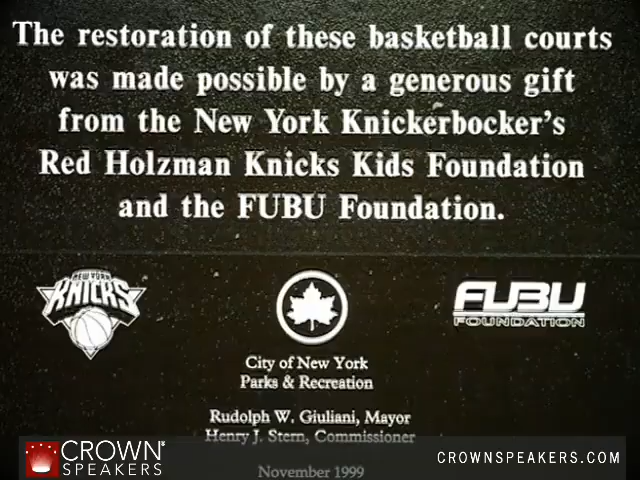 The restoration of these basketball courts
was made possible by a generous gift
from the New York Knickerbocker's
Red Holzman Knicks Kids Foundation
and the FUBU Foundation.
NEW YORK
KNICKS
FUBU
FOUNDATION
City of New York
Parks & Recreation
Rudolph W. Giuliani, Mayor
Henry J. Stern, Commissioner
November 1999
CROWN
SPEAKERS
CROWNSPEAKERS.COM